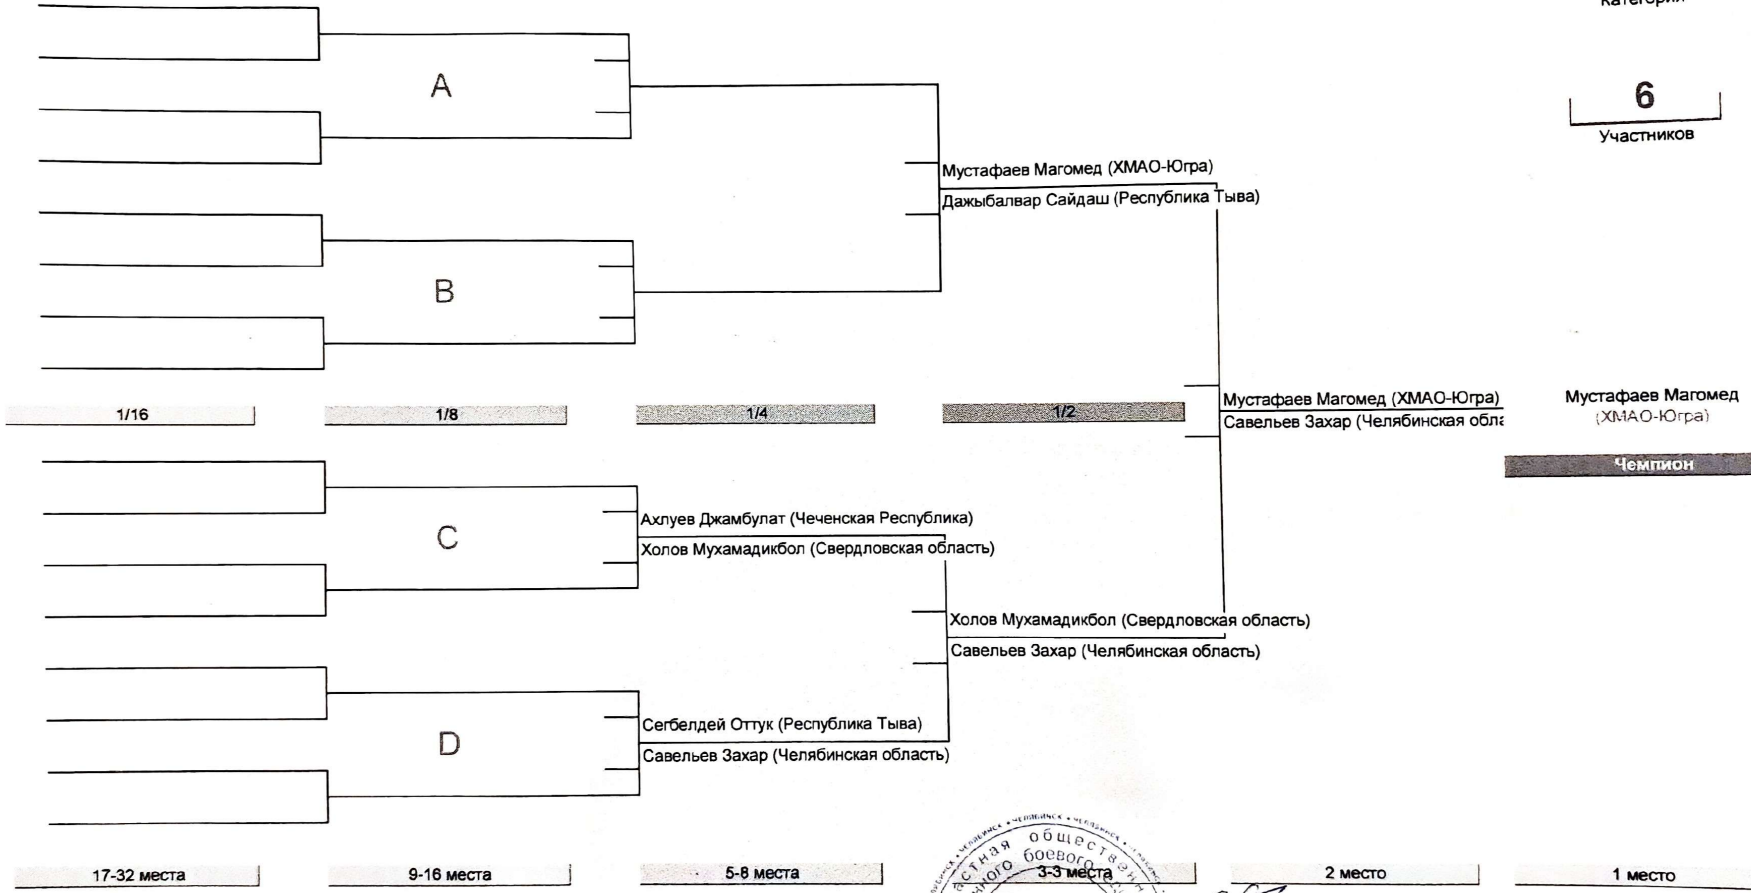 Категория
A
6
Участников
Мустафаев Магомед (ХМАО-Югра)
Дажыбалвар Сайдаш (Республика Тыва)
B
1/16
1/8
1/4
1/2
Мустафаев Магомед (ХМАО-Югра)
Савельев Захар (Челябинская обла
Мустафаев Магомед
(ХМАО-Югра)
Чемпион
C
Ахлуев Джамбулат (Чеченская Республика)
Холов Мухамадикбол (Свердловская область)
Холов Мухамадикбол (Свердловская область)
Савельев Захар (Челябинская область)
D
Сегбелдей Оттук (Республика Тыва)
Савельев Захар (Челябинская область)
17-32 места
9-16 места
5-8 места
3-3 места
2 место
1 место
общественн
боевого